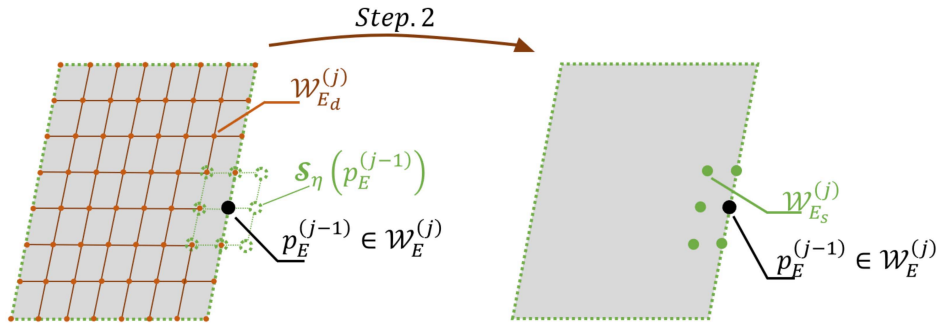 Step. 2
𝒲_{E_d}^{(j)}
𝓢_η (p_E^{(j−1)})
p_E^{(j−1)} ∈ 𝒲_E^{(j)}
𝒲_{E_s}^{(j)}
p_E^{(j−1)} ∈ 𝒲_E^{(j)}